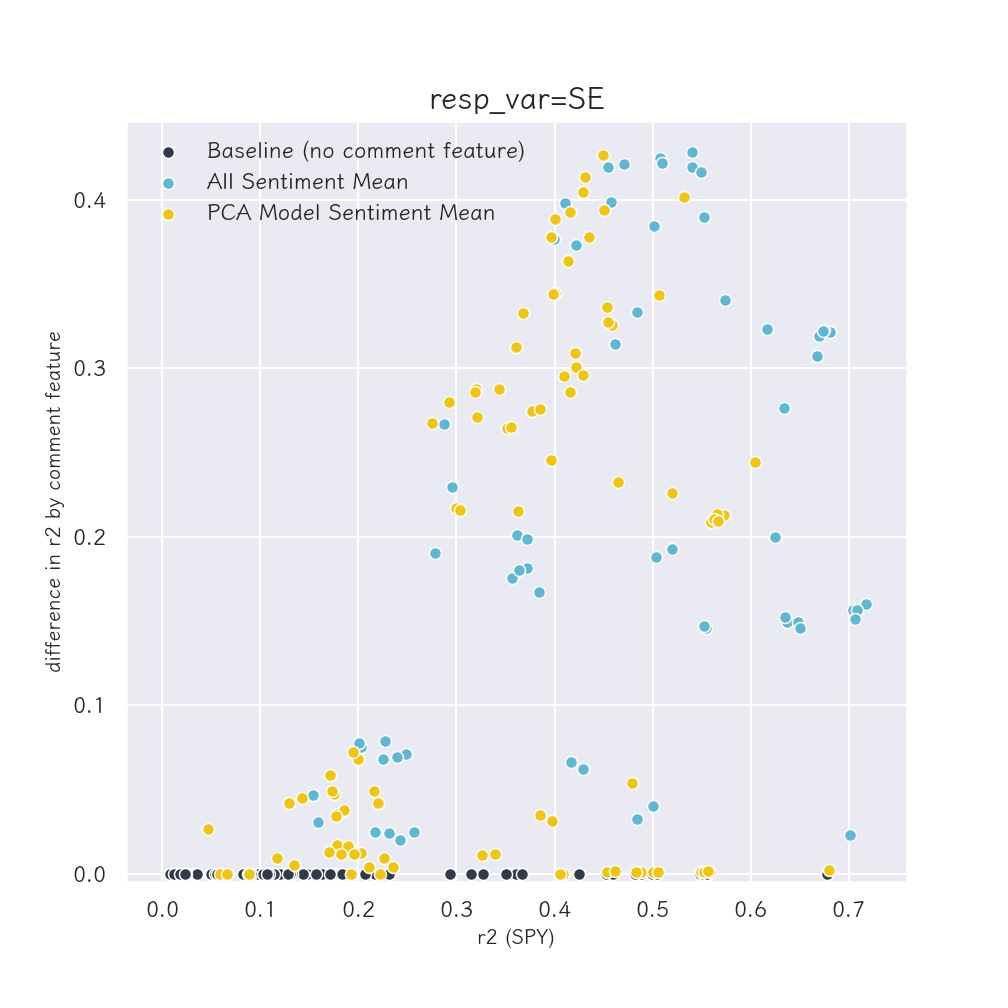 resp_var=SE
Baseline (no comment feature)
All Sentiment Mean
PCA Model Sentiment Mean
difference in r2 by comment feature
0.4
0.3
0.2
0.1
0.0
0.0 0.1 0.2 0.3 0.4 0.5 0.6 0.7
r2 (SPY)